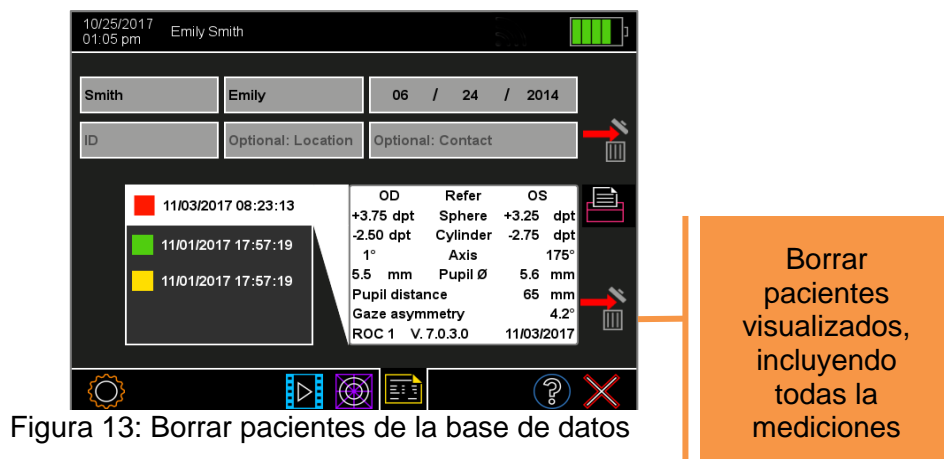 10/25/2017
01:05 pm
Emily Smith
Smith
Emily
06 / 24 / 2014
ID
Optional: Location
Optional: Contact
11/03/2017 08:23:13
11/01/2017 17:57:19
11/01/2017 17:57:19
OD Refer OS
+3.75 dpt Sphere +3.25 dpt
-2.50 dpt Cylinder -2.75 dpt
1° Axis 175°
5.5 mm Pupil Ø 5.6 mm
Pupil distance 65 mm
Gaze asymmetry 4.2°
ROC 1 V. 7.0.3.0 11/03/2017
?
Borrar
pacientes
visualizados,
incluyendo
todas la
mediciones
Figura 13: Borrar pacientes de la base de datos